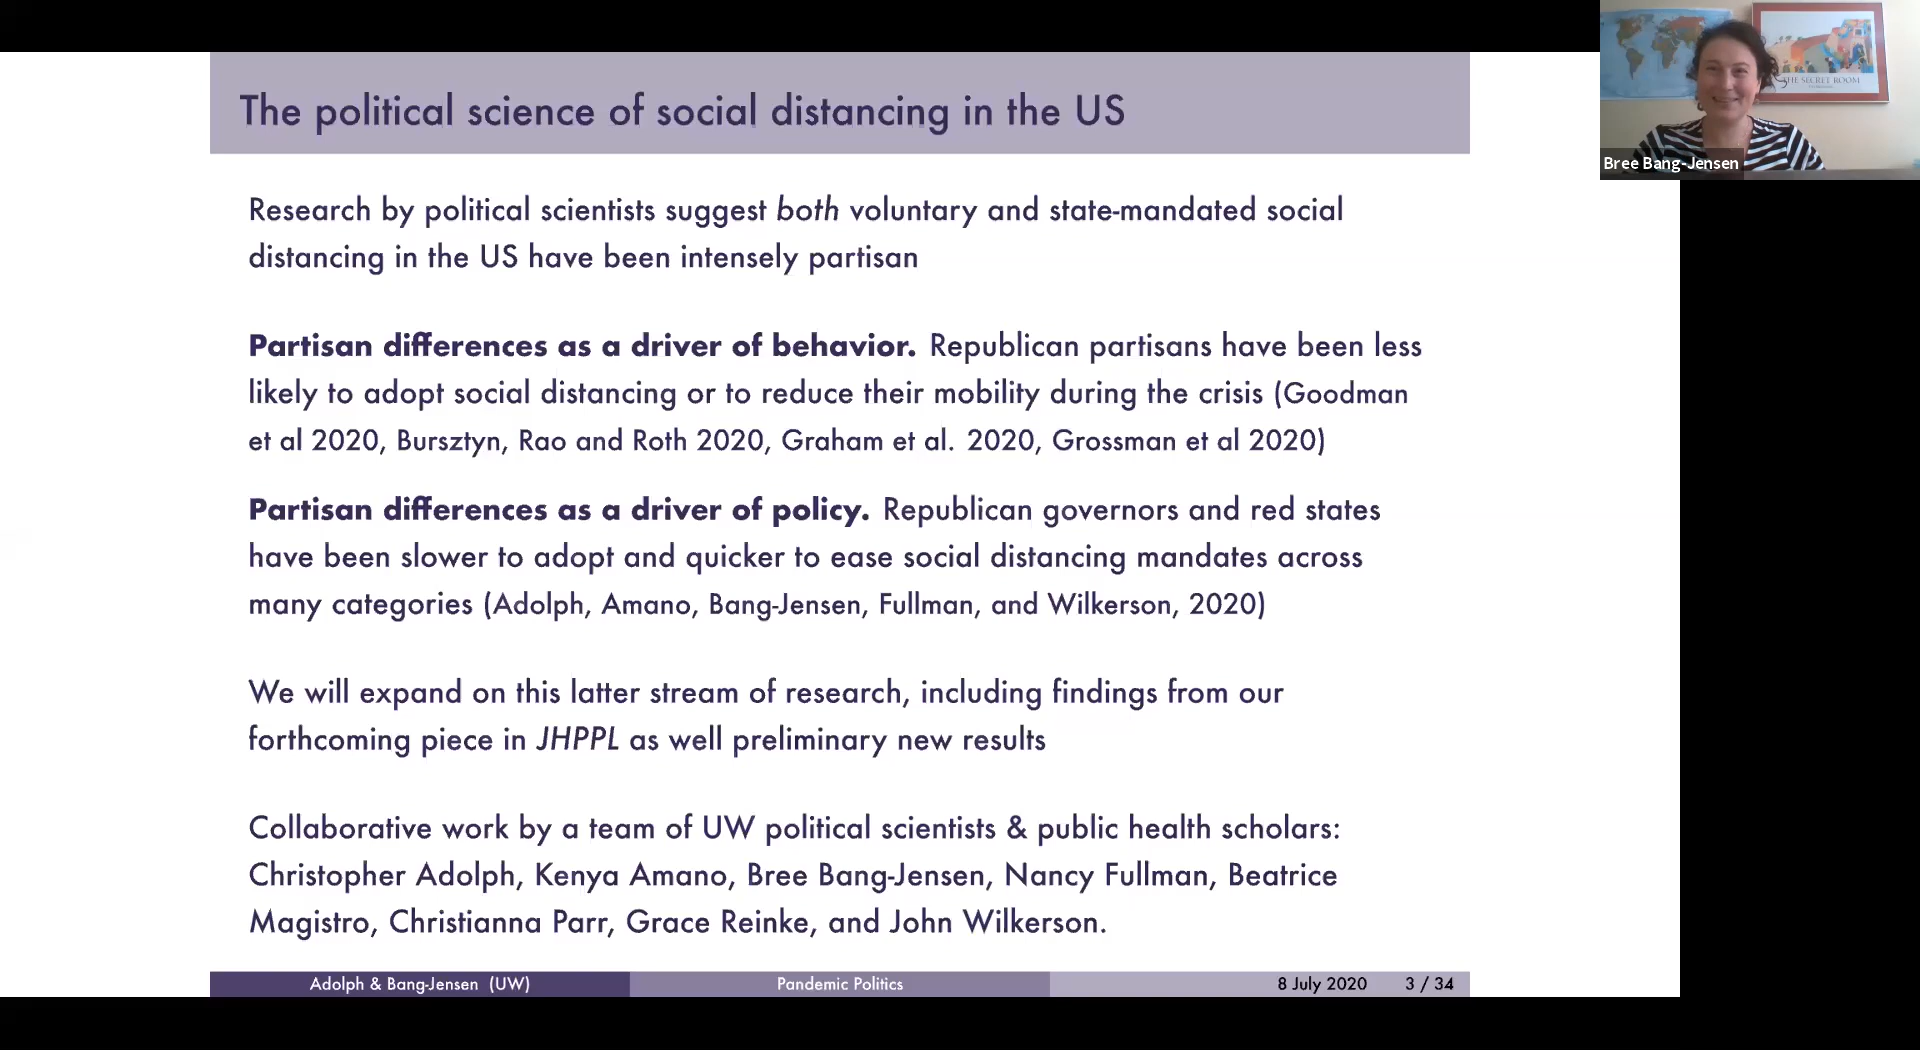 The political science of social distancing in the US
THE SECRET ROOM
Bree Bang-Jensen
Research by political scientists suggest both voluntary and state-mandated social
distancing in the US have been intensely partisan
Partisan differences as a driver of behavior. Republican partisans have been less
likely to adopt social distancing or to reduce their mobility during the crisis (Goodman
et al 2020, Bursztyn, Rao and Roth 2020, Graham et al. 2020, Grossman et al 2020)
Partisan differences as a driver of policy. Republican governors and red states
have been slower to adopt and quicker to ease social distancing mandates across
many categories (Adolph, Amano, Bang-Jensen, Fullman, and Wilkerson, 2020)
We will expand on this latter stream of research, including findings from our
forthcoming piece in JHPPL as well preliminary new results
Collaborative work by a team of UW political scientists & public health scholars:
Christopher Adolph, Kenya Amano, Bree Bang-Jensen, Nancy Fullman, Beatrice
Magistro, Christianna Parr, Grace Reinke, and John Wilkerson.
Adolph & Bang-Jensen (UW) Pandemic Politics 8 July 2020 3 / 34